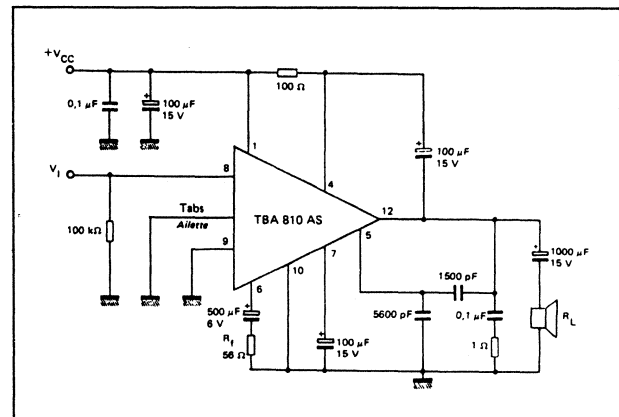 +VCC
0,1 µF
+
100 µF
15 V
100 Ω
1
4
+
100 µF
15 V
VI
8
100 kΩ
Tabs
Ailette
9
TBA 810 AS
12
5
7
10
6
+
500 µF
6 V
Rf
56 Ω
+
100 µF
15 V
1500 pF
5600 pF
0,1 µF
1 Ω
+
1000 µF
15 V
RL